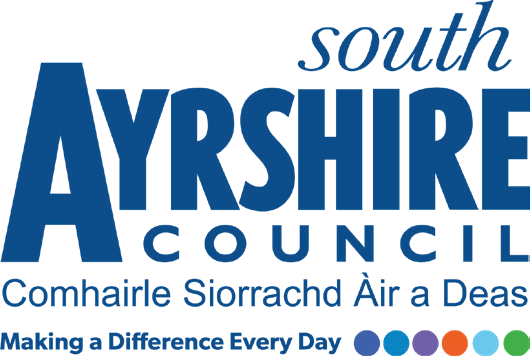 south
AYRSHIRE
COUNCIL
Comhairle Siorrachd Àir a Deas
Making a Difference Every Day